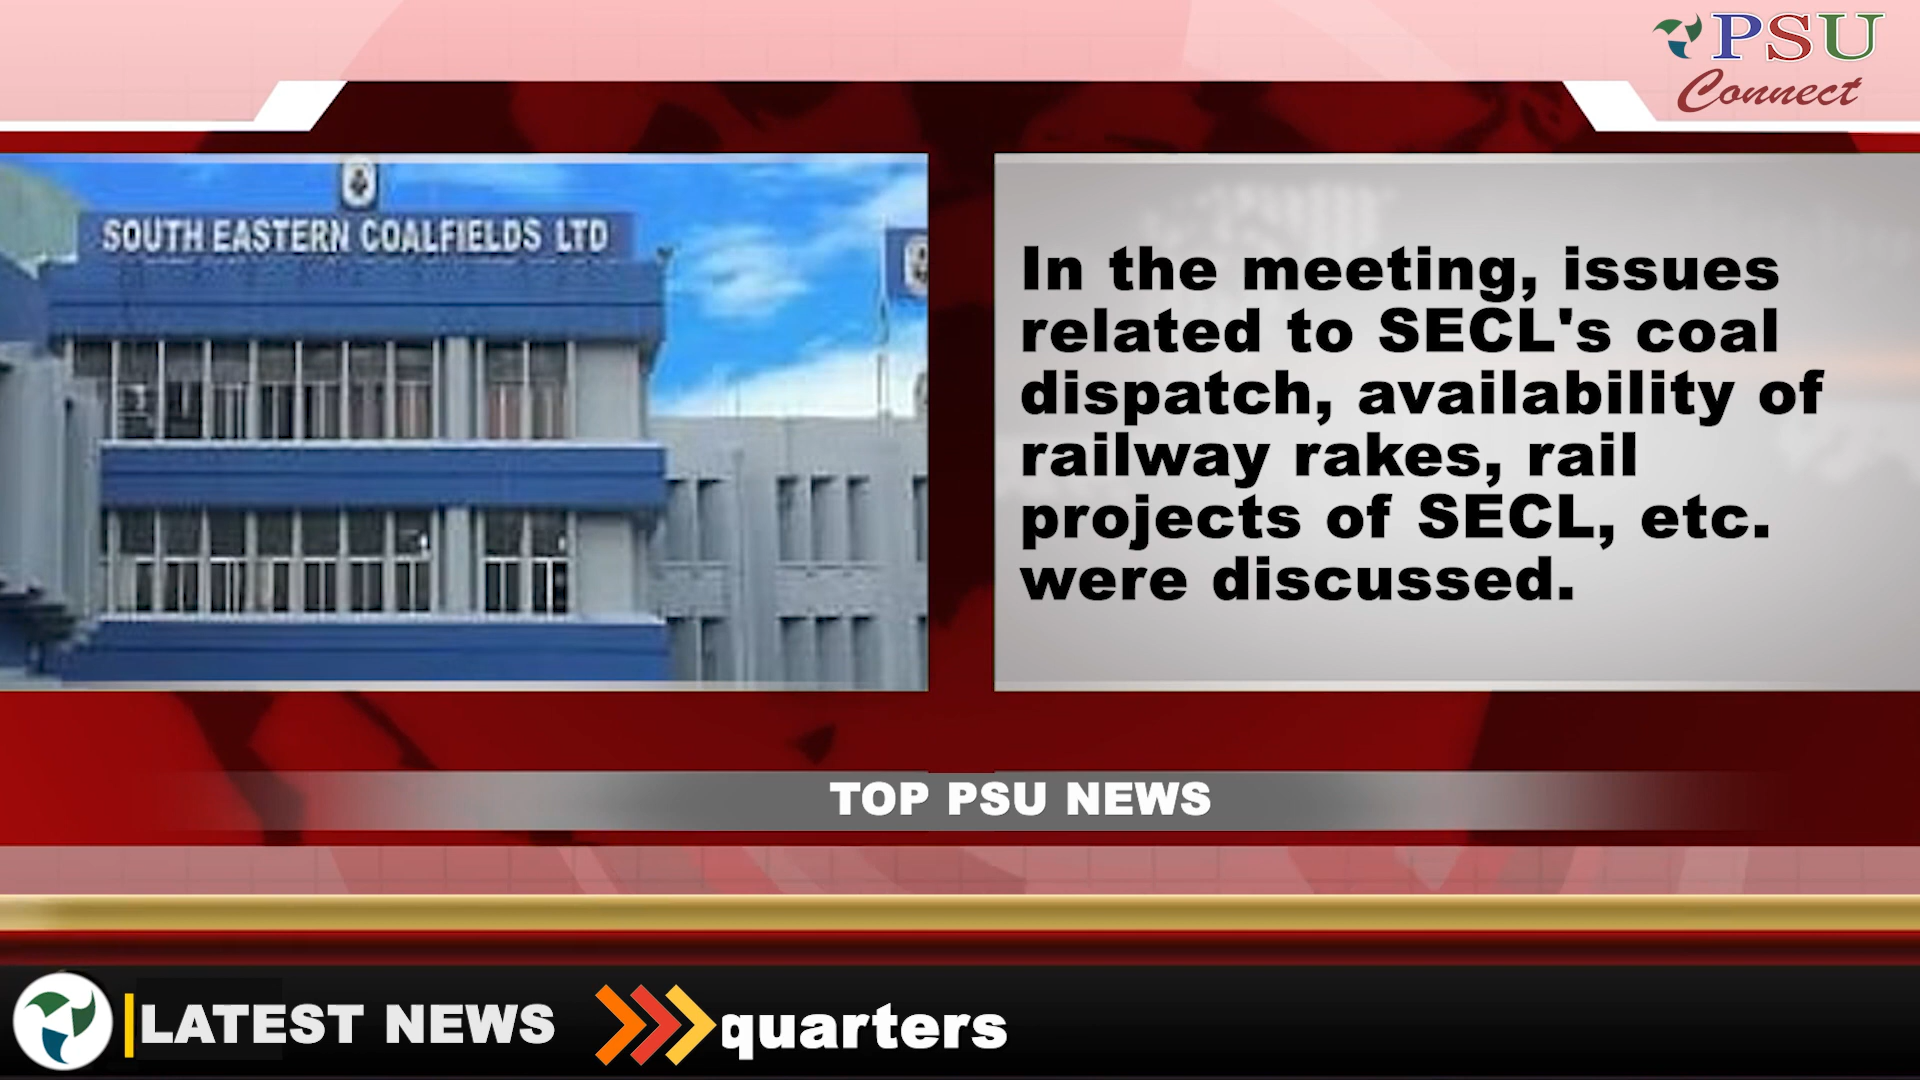 PSU
Connect
SOUTH EASTERN COALFIELDS LTD
In the meeting, issues
related to SECL's coal
dispatch, availability of
railway rakes, rail
projects of SECL, etc.
were discussed.
TOP PSU NEWS
LATEST NEWS
quarters